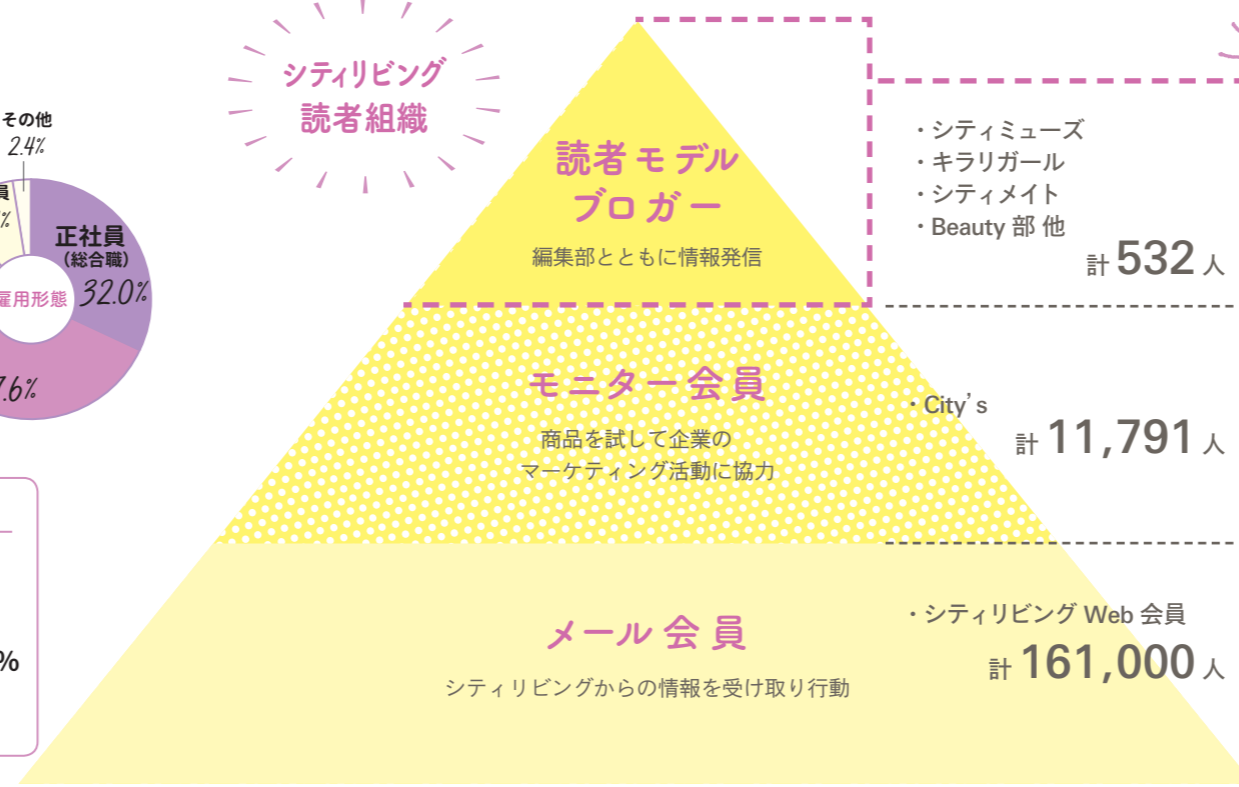 シティリビング
読者組織
その他
2.4%
正社員
（総合職）
32.0%
雇用形態
読者モデル
ブロガー
編集部とともに情報発信
・シティミューズ
・キラリガール
・シティメイト
・Beauty 部 他
計 532 人
モニター会員
商品を試して企業の
マーケティング活動に協力
・City’s
計 11,791 人
メール会員
シティリビングからの情報を受け取り行動
・シティリビング Web 会員
計 161,000 人